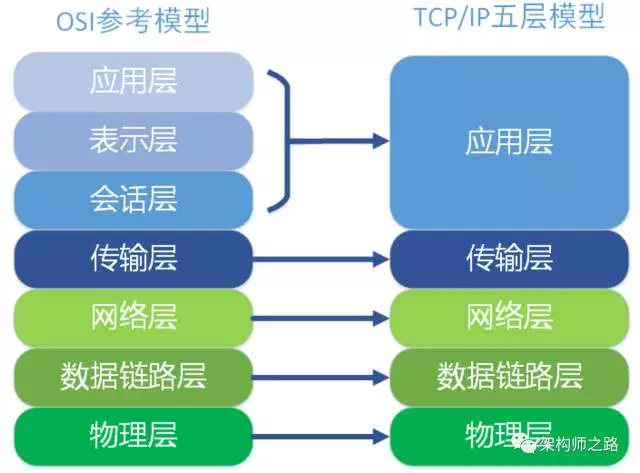 OSI参考模型
TCP/IP五层模型
应用层
表示层
会话层
传输层
网络层
数据链路层
物理层
应用层
传输层
网络层
数据链路层
物理层
架构师之路